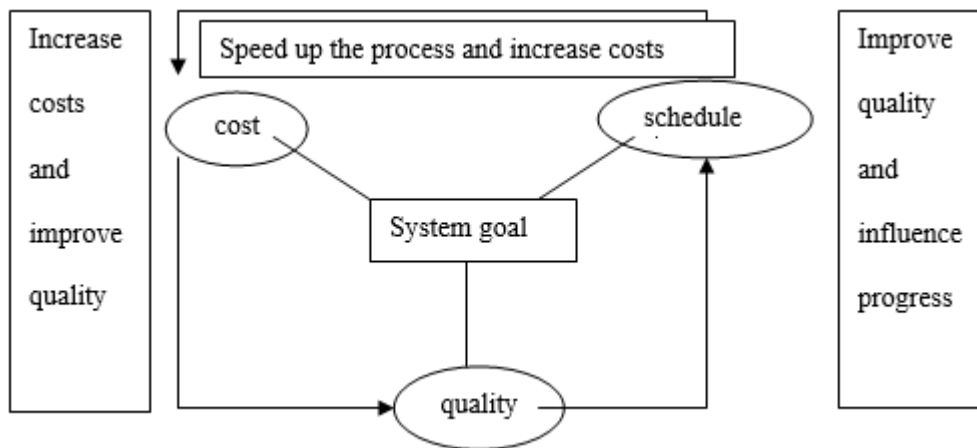 Increase
costs
and
improve
quality
Speed up the process and increase costs
cost
schedule
System goal
quality
Improve
quality
and
influence
progress